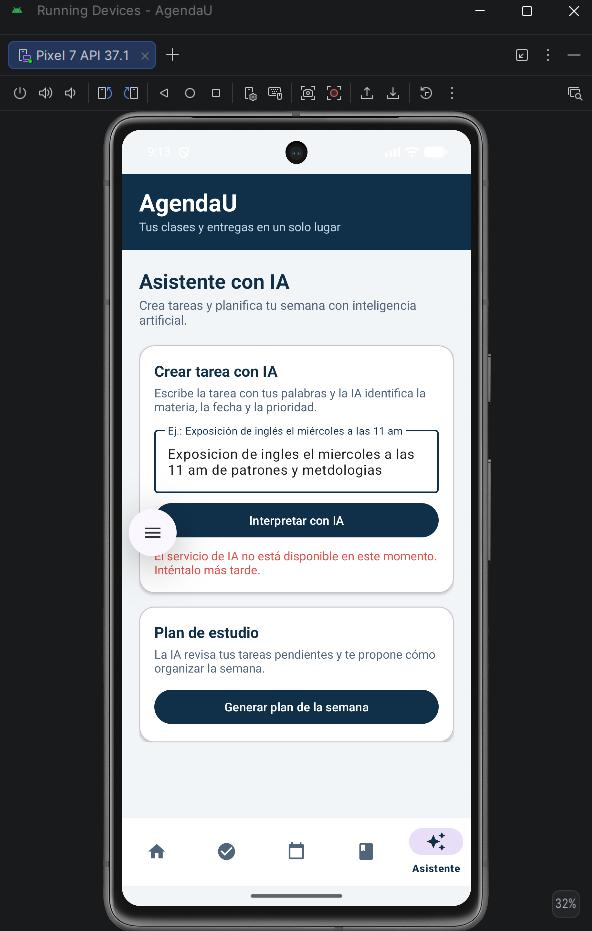 Running Devices - AgendaU
Pixel 7 API 37.1
9:13
AgendaU
Tus clases y entregas en un solo lugar
Asistente con IA
Crea tareas y planifica tu semana con inteligencia
artificial.
Crear tarea con IA
Escribe la tarea con tus palabras y la IA identifica la
materia, la fecha y la prioridad.
Ej.: Exposición de inglés el miércoles a las 11 am
Exposicion de ingles el miercoles a las
11 am de patrones y metdologias
Interpretar con IA
El servicio de IA no está disponible en este momento.
Inténtalo más tarde.
Plan de estudio
La IA revisa tus tareas pendientes y te propone cómo
organizar la semana.
Generar plan de la semana
Asistente
32%